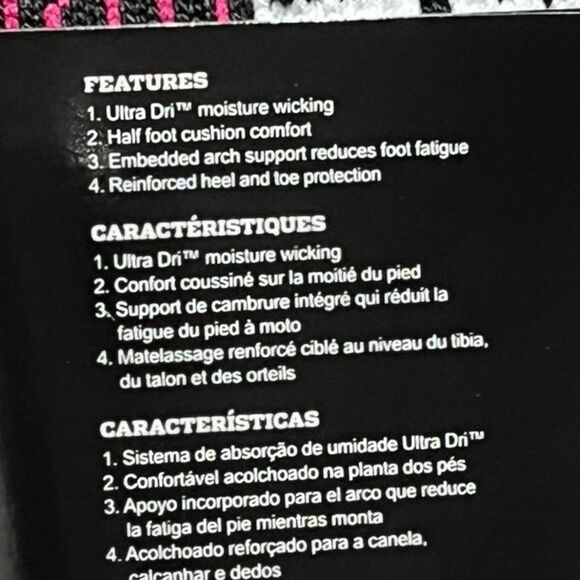 FEATURES
1. Ultra Dri™ moisture wicking
2. Half foot cushion comfort
3. Embedded arch support reduces foot fatigue
4. Reinforced heel and toe protection
CARACTÉRISTIQUES
1. Ultra Dri™ moisture wicking
2. Confort coussiné sur la moitié du pied
3. Support de cambrure intégré qui réduit la
fatigue du pied à moto
4. Matelassage renforcé ciblé au niveau du tibia,
du talon et des orteils
CARACTERÍSTICAS
1. Sistema de absorção de umidade Ultra Dri™
2. Confortável acolchoado na planta dos pés
3. Apoyo incorporado para el arco que reduce
la fatiga del pie mientras monta
4. Acolchoado reforçado para a canela,
calcanhar e dedos